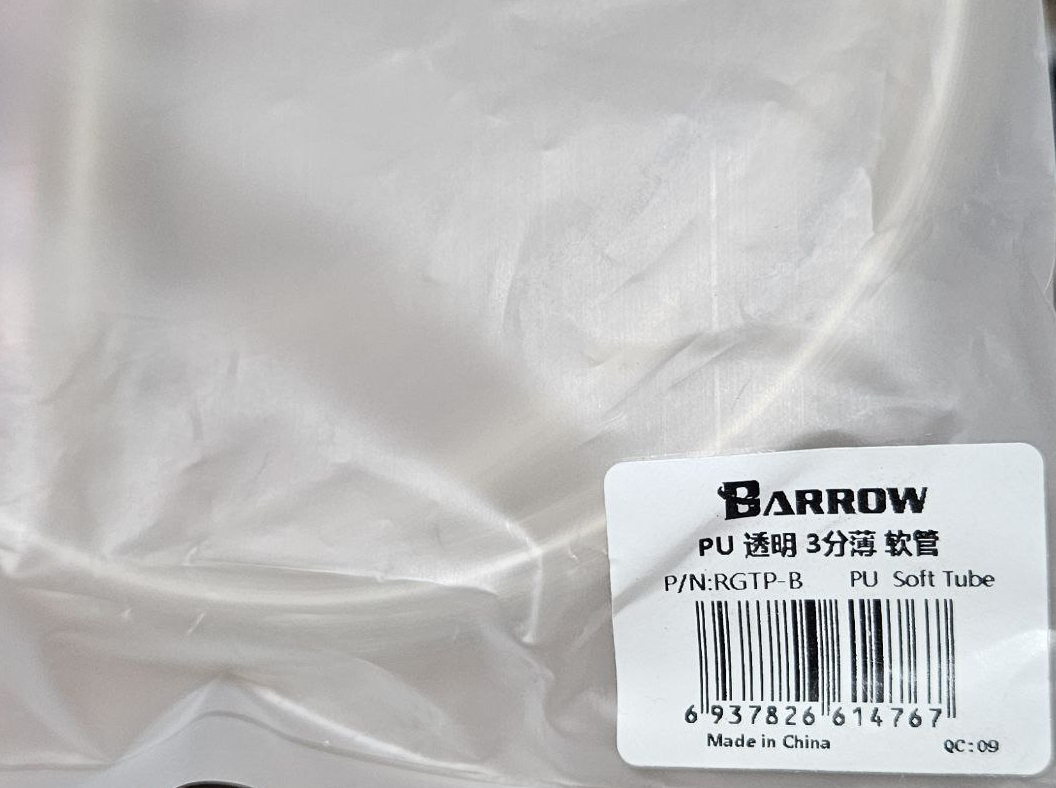 BARROW
PU 透明 3分薄 软管
P/N:RGTP-B PU Soft Tube
6 937826 614767
Made in China QC:09